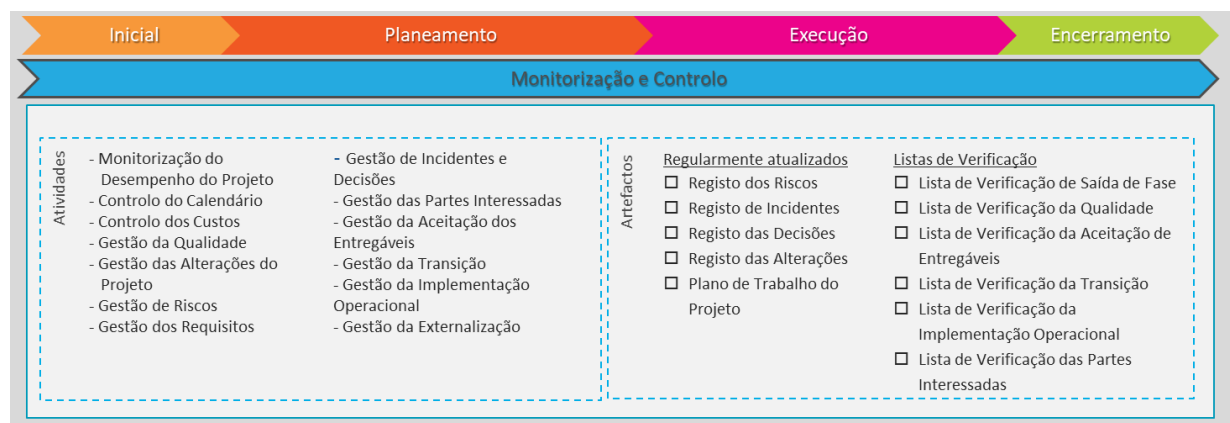 Inicial
Planeamento
Execução
Encerramento
Monitorização e Controlo
Atividades
- Monitorização do
Desempenho do Projeto
- Controlo do Calendário
- Controlo dos Custos
- Gestão da Qualidade
- Gestão das Alterações do
Projeto
- Gestão de Riscos
- Gestão dos Requisitos
- Gestão de Incidentes e
Decisões
- Gestão das Partes Interessadas
- Gestão da Aceitação dos
Entregáveis
- Gestão da Transição
- Gestão da Implementação
Operacional
- Gestão da Externalização
Artefactos
Regularmente atualizados
Registo dos Riscos
Registo de Incidentes
Registo das Decisões
Registo das Alterações
Plano de Trabalho do
Projeto
Listas de Verificação
Lista de Verificação de Saída de Fase
Lista de Verificação da Qualidade
Lista de Verificação da Aceitação de
Entregáveis
Lista de Verificação da Transição
Lista de Verificação da
Implementação Operacional
Lista de Verificação das Partes
Interessadas